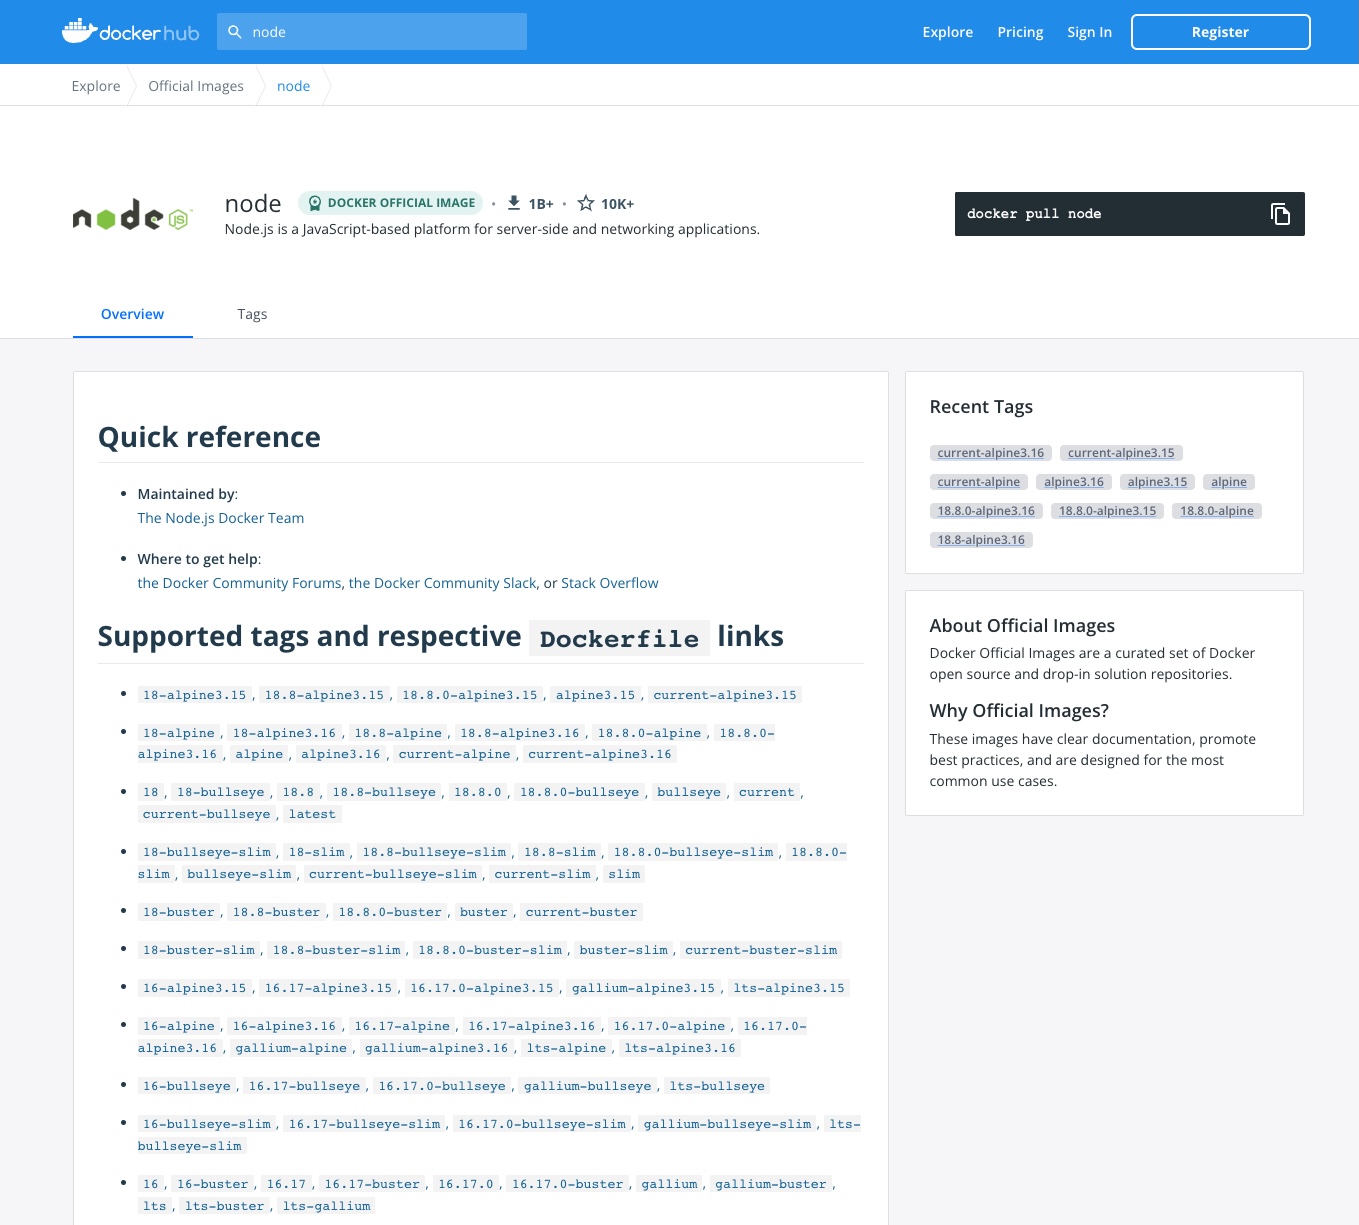 docker hub
node
Explore Pricing Sign In Register
Explore Official Images node
node JS
node DOCKER OFFICIAL IMAGE • 1B+ • 10K+
Node.js is a JavaScript-based platform for server-side and networking applications.
docker pull node
Overview Tags
Quick reference
• Maintained by:
The Node.js Docker Team
• Where to get help:
the Docker Community Forums, the Docker Community Slack, or Stack Overflow
Supported tags and respective Dockerfile links
• 18-alpine3.15, 18.8-alpine3.15, 18.8.0-alpine3.15, alpine3.15, current-alpine3.15
• 18-alpine, 18-alpine3.16, 18.8-alpine, 18.8-alpine3.16, 18.8.0-alpine, 18.8.0-
alpine3.16, alpine, alpine3.16, current-alpine, current-alpine3.16
• 18, 18-bullseye, 18.8, 18.8-bullseye, 18.8.0, 18.8.0-bullseye, bullseye, current,
current-bullseye, latest
• 18-bullseye-slim, 18-slim, 18.8-bullseye-slim, 18.8-slim, 18.8.0-bullseye-slim, 18.8.0-
slim, bullseye-slim, current-bullseye-slim, current-slim, slim
• 18-buster, 18.8-buster, 18.8.0-buster, buster, current-buster
• 18-buster-slim, 18.8-buster-slim, 18.8.0-buster-slim, buster-slim, current-buster-slim
• 16-alpine3.15, 16.17-alpine3.15, 16.17.0-alpine3.15, gallium-alpine3.15, lts-alpine3.15
• 16-alpine, 16-alpine3.16, 16.17-alpine, 16.17-alpine3.16, 16.17.0-alpine, 16.17.0-
alpine3.16, gallium-alpine, gallium-alpine3.16, lts-alpine, lts-alpine3.16
• 16-bullseye, 16.17-bullseye, 16.17.0-bullseye, gallium-bullseye, lts-bullseye
• 16-bullseye-slim, 16.17-bullseye-slim, 16.17.0-bullseye-slim, gallium-bullseye-slim, lts-
bullseye-slim
• 16, 16-buster, 16.17, 16.17-buster, 16.17.0, 16.17.0-buster, gallium, gallium-buster,
lts, lts-buster, lts-gallium
Recent Tags
current-alpine3.16 current-alpine3.15
current-alpine alpine3.16 alpine3.15 alpine
18.8.0-alpine3.16 18.8.0-alpine3.15 18.8.0-alpine
18.8-alpine3.16
About Official Images
Docker Official Images are a curated set of Docker
open source and drop-in solution repositories.
Why Official Images?
These images have clear documentation, promote
best practices, and are designed for the most
common use cases.